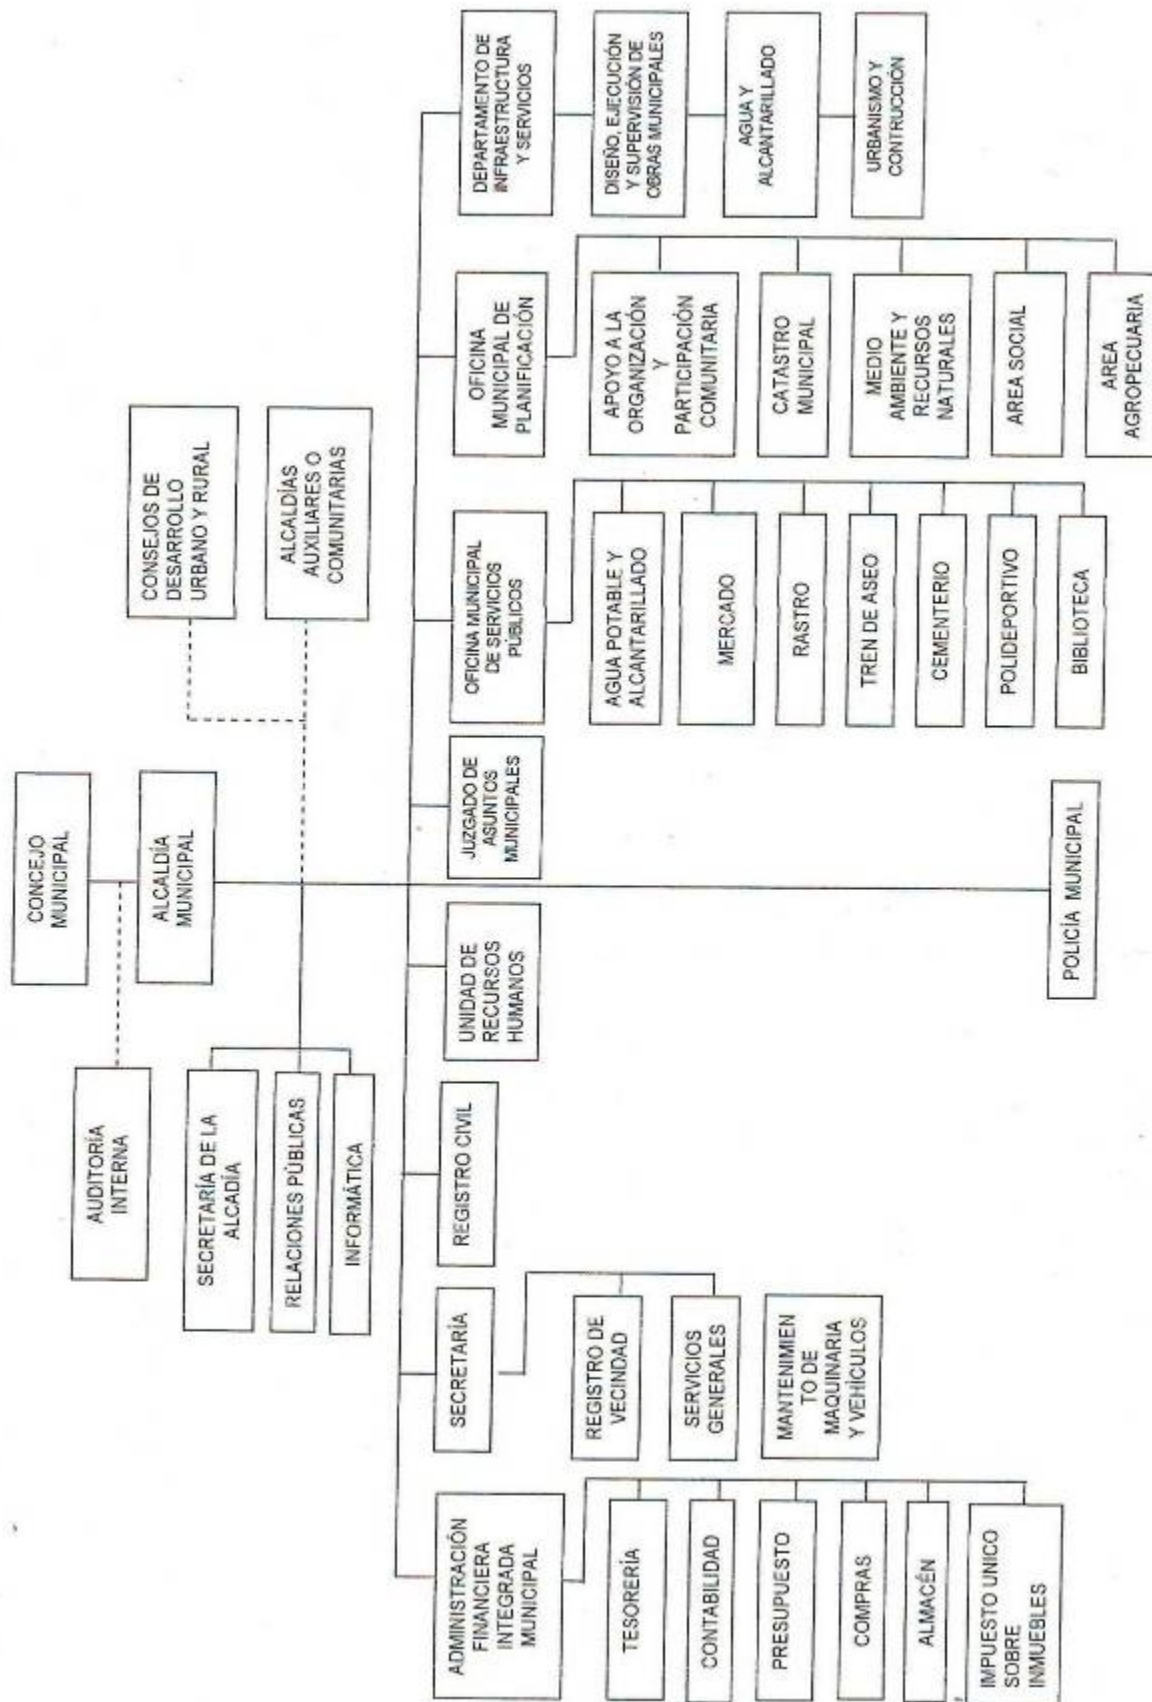 CONCEJO
MUNICIPAL
AUDITORÍA
INTERNA
ALCALDÍA
MUNICIPAL
CONSEJOS DE
DESARROLLO
URBANO Y RURAL
SECRETARÍA DE LA
ALCADÍA
RELACIONES PÚBLICAS
INFORMÁTICA
ALCALDÍAS
AUXILIARES O
COMUNITARIAS
ADMINISTRACIÓN
FINANCIERA
INTEGRADA
MUNICIPAL
SECRETARÍA
REGISTRO CIVIL
UNIDAD DE
RECURSOS
HUMANOS
JUZGADO DE
ASUNTOS
MUNICIPALES
OFICINA MUNICIPAL
DE SERVICIOS
PÚBLICOS
OFICINA
MUNICIPAL DE
PLANIFICACIÓN
DEPARTAMENTO DE
INFRAESTRUCTURA
Y SERVICIOS
TESORERÍA
CONTABILIDAD
PRESUPUESTO
COMPRAS
ALMACÉN
IMPUESTO UNICO
SOBRE
INMUEBLES
REGISTRO DE
VECINDAD
SERVICIOS
GENERALES
MANTENIMIEN
TO DE
MAQUINARIA
Y VEHÍCULOS
POLICÍA MUNICIPAL
AGUA POTABLE Y
ALCANTARILLADO
MERCADO
RASTRO
TREN DE ASEO
CEMENTERIO
POLIDEPORTIVO
BIBLIOTECA
APOYO A LA
ORGANIZACIÓN
Y
PARTICIPACIÓN
COMUNITARIA
CATASTRO
MUNICIPAL
MEDIO
AMBIENTE Y
RECURSOS
NATURALES
AREA SOCIAL
AREA
AGROPECUARIA
DISEÑO, EJECUCIÓN
Y SUPERVISIÓN DE
OBRAS MUNICIPALES
AGUA Y
ALCANTARILLADO
URBANISMO Y
CONTRUCCIÓN